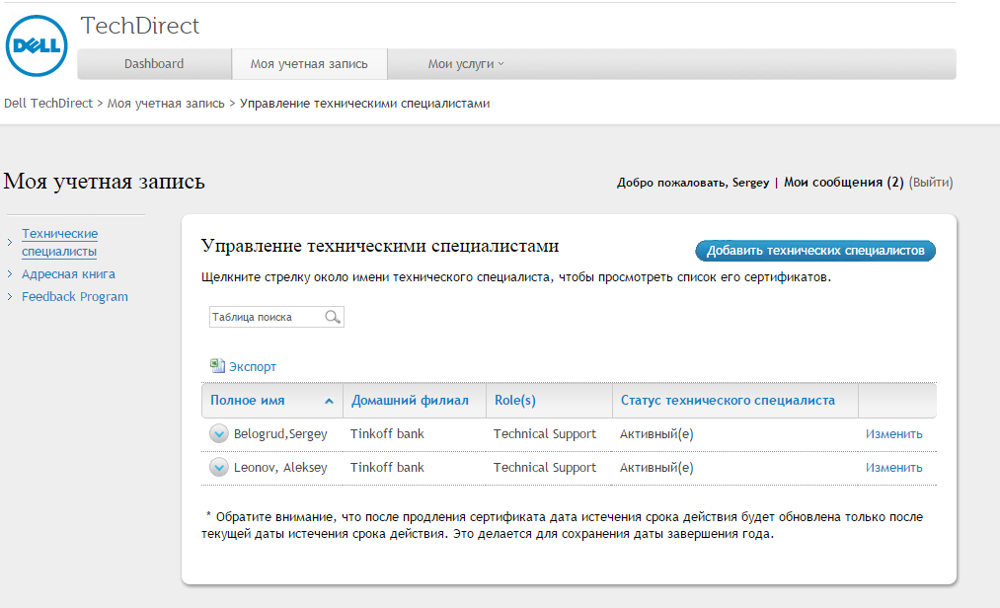 DELL
TechDirect
Dashboard Моя учетная запись Мои услуги
Dell TechDirect > Моя учетная запись > Управление техническими специалистами
Моя учетная запись
Добро пожаловать, Sergey | Мои сообщения (2) (Выйти)
Технические
специалисты
Адресная книга
Feedback Program
Управление техническими специалистами
Добавить технических специалистов
Щелкните стрелку около имени технического специалиста, чтобы просмотреть список его сертификатов.
Таблица поиска
Экспорт
Полное имя Домашний филиал Role(s) Статус технического специалиста
Belogrud,Sergey Tinkoff bank Technical Support Активный(е) Изменить
Leonov, Aleksey Tinkoff bank Technical Support Активный(е) Изменить
* Обратите внимание, что после продления сертификата дата истечения срока действия будет обновлена только после
текущей даты истечения срока действия. Это делается для сохранения даты завершения года.